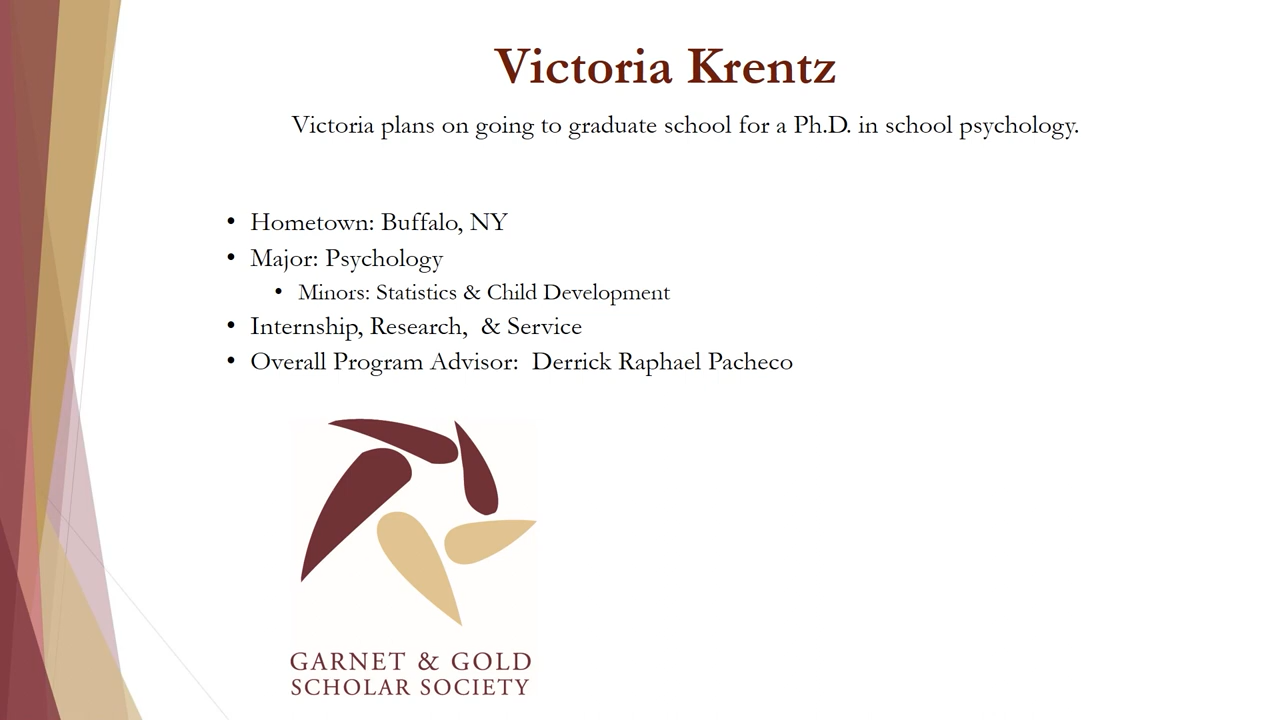 Victoria Krentz
Victoria plans on going to graduate school for a Ph.D. in school psychology.
• Hometown: Buffalo, NY
• Major: Psychology
• Minors: Statistics & Child Development
• Internship, Research,  & Service
• Overall Program Advisor:  Derrick Raphael Pacheco
GARNET & GOLD
SCHOLAR SOCIETY